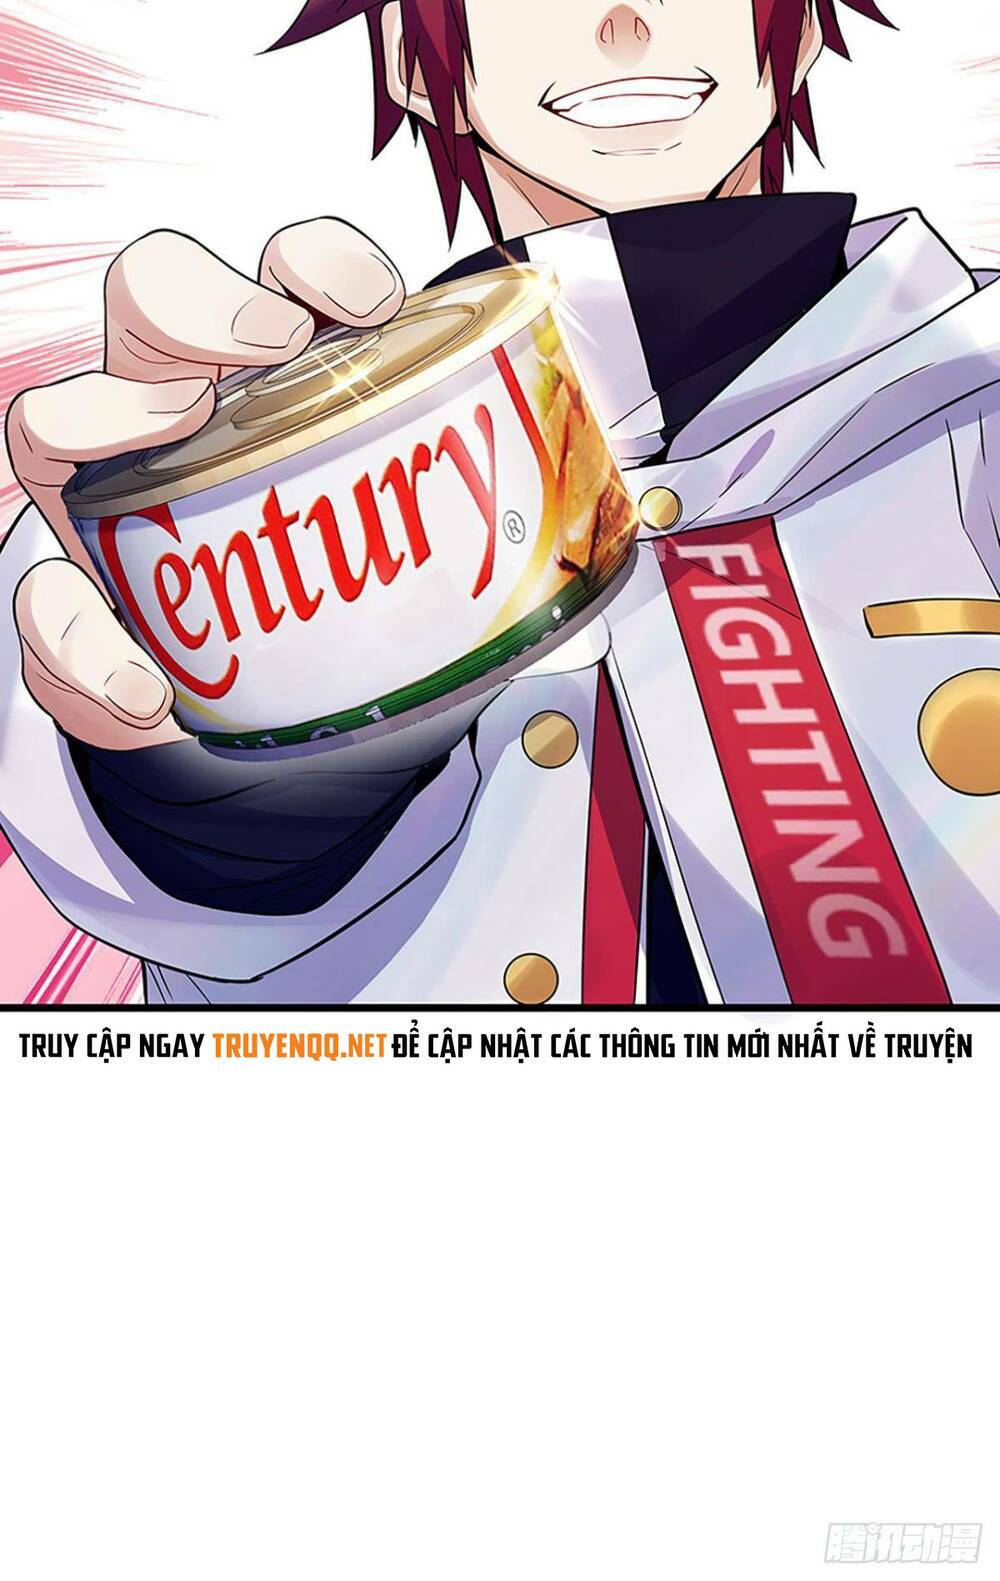 Century®
FIGHTING
TRUY CẬP NGAY TRUYENQQ.NET ĐỂ CẬP NHẬT CÁC THÔNG TIN MỚI NHẤT VỀ TRUYỆN
腾讯动漫